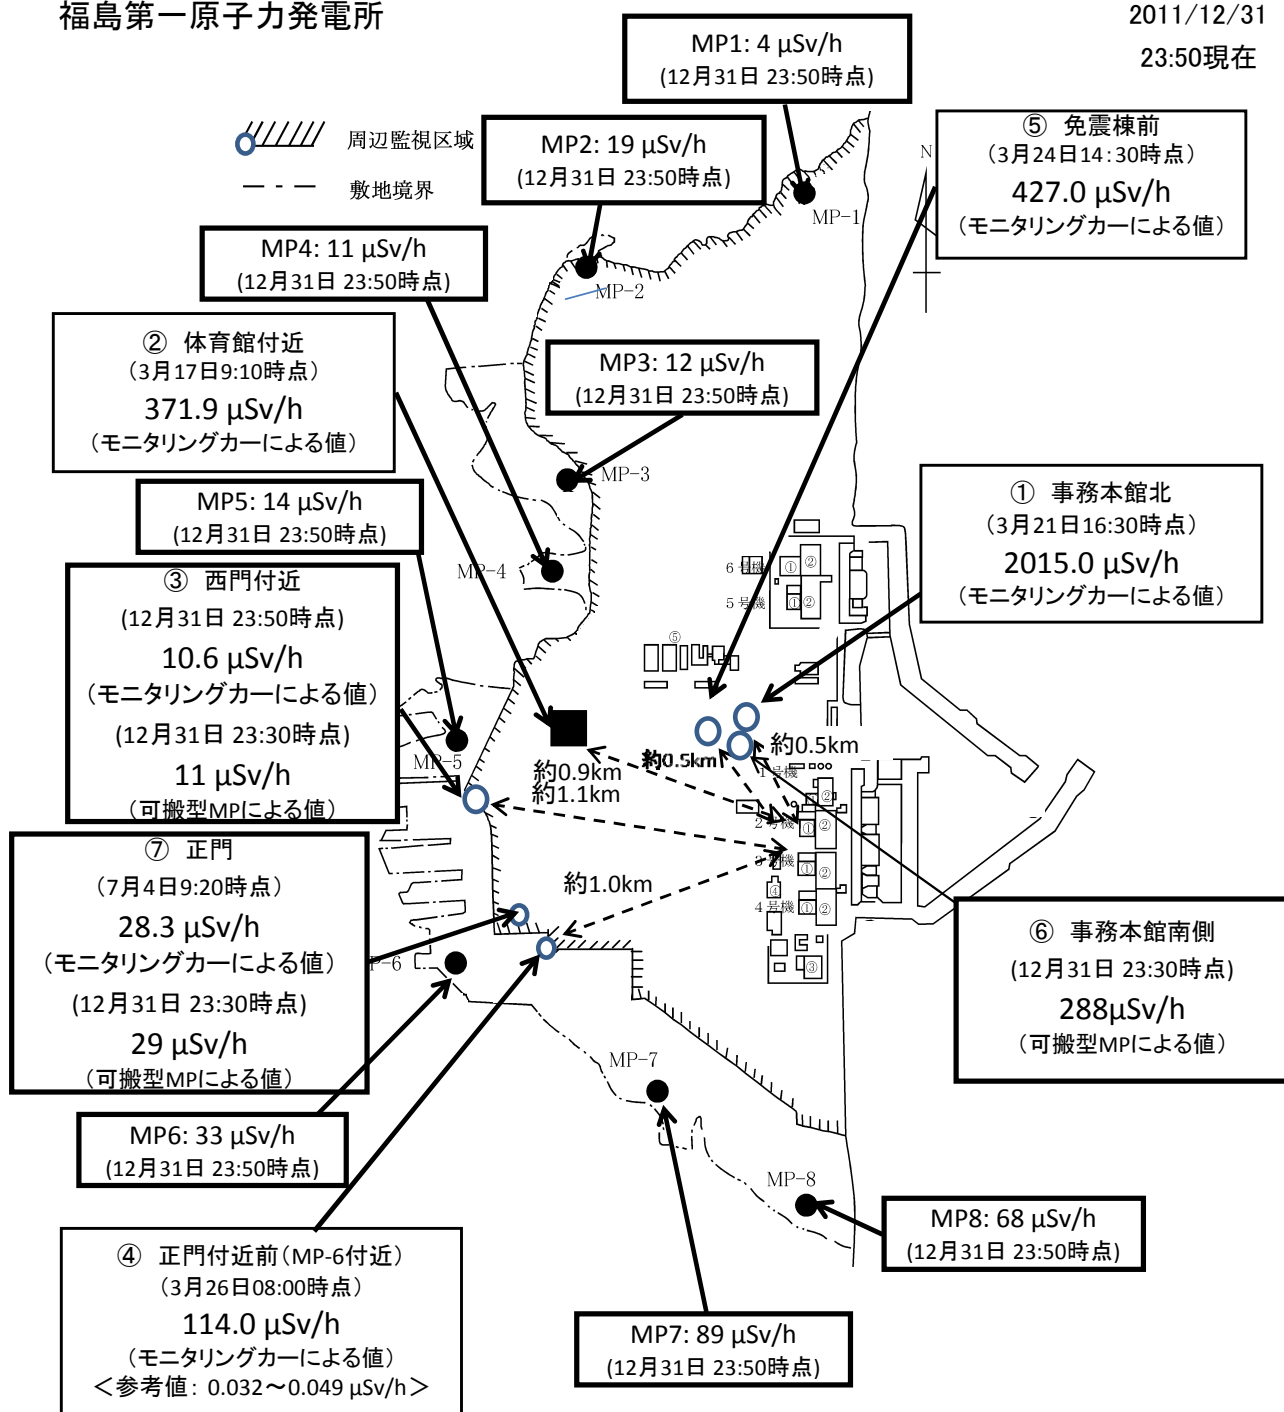 福島第一原子力発電所
2011/12/31
23:50現在
MP1: 4 μSv/h
(12月31日 23:50時点)
周辺監視区域
敷地境界
MP2: 19 μSv/h
(12月31日 23:50時点)
⑤ 免震棟前
(3月24日14:30時点)
427.0 μSv/h
(モニタリングカーによる値)
N
MP-1
MP4: 11 μSv/h
(12月31日 23:50時点)
MP-2
② 体育館付近
(3月17日9:10時点)
371.9 μSv/h
(モニタリングカーによる値)
MP3: 12 μSv/h
(12月31日 23:50時点)
MP-3
MP5: 14 μSv/h
(12月31日 23:50時点)
① 事務本館北
(3月21日16:30時点)
2015.0 μSv/h
(モニタリングカーによる値)
MP-4
6号機
① ②
5号機
① ②
③ 西門付近
(12月31日 23:50時点)
10.6 μSv/h
(モニタリングカーによる値)
(12月31日 23:30時点)
11 μSv/h
(可搬型MPによる値)
⑤
MP-5
約0.9km
約1.1km
約0.5km
約0.5km
1号機
②
2号機
① ②
3号機
① ②
④
4号機
① ②
③
約1.0km
⑦ 正門
(7月4日9:20時点)
28.3 μSv/h
(モニタリングカーによる値)
(12月31日 23:30時点)
29 μSv/h
(可搬型MPによる値)
P-6
⑥ 事務本館南側
(12月31日 23:30時点)
288μSv/h
(可搬型MPによる値)
MP-7
MP6: 33 μSv/h
(12月31日 23:50時点)
MP-8
MP8: 68 μSv/h
(12月31日 23:50時点)
④ 正門付近前(MP-6付近)
(3月26日08:00時点)
114.0 μSv/h
(モニタリングカーによる値)
<参考値: 0.032～0.049 μSv/h>
MP7: 89 μSv/h
(12月31日 23:50時点)